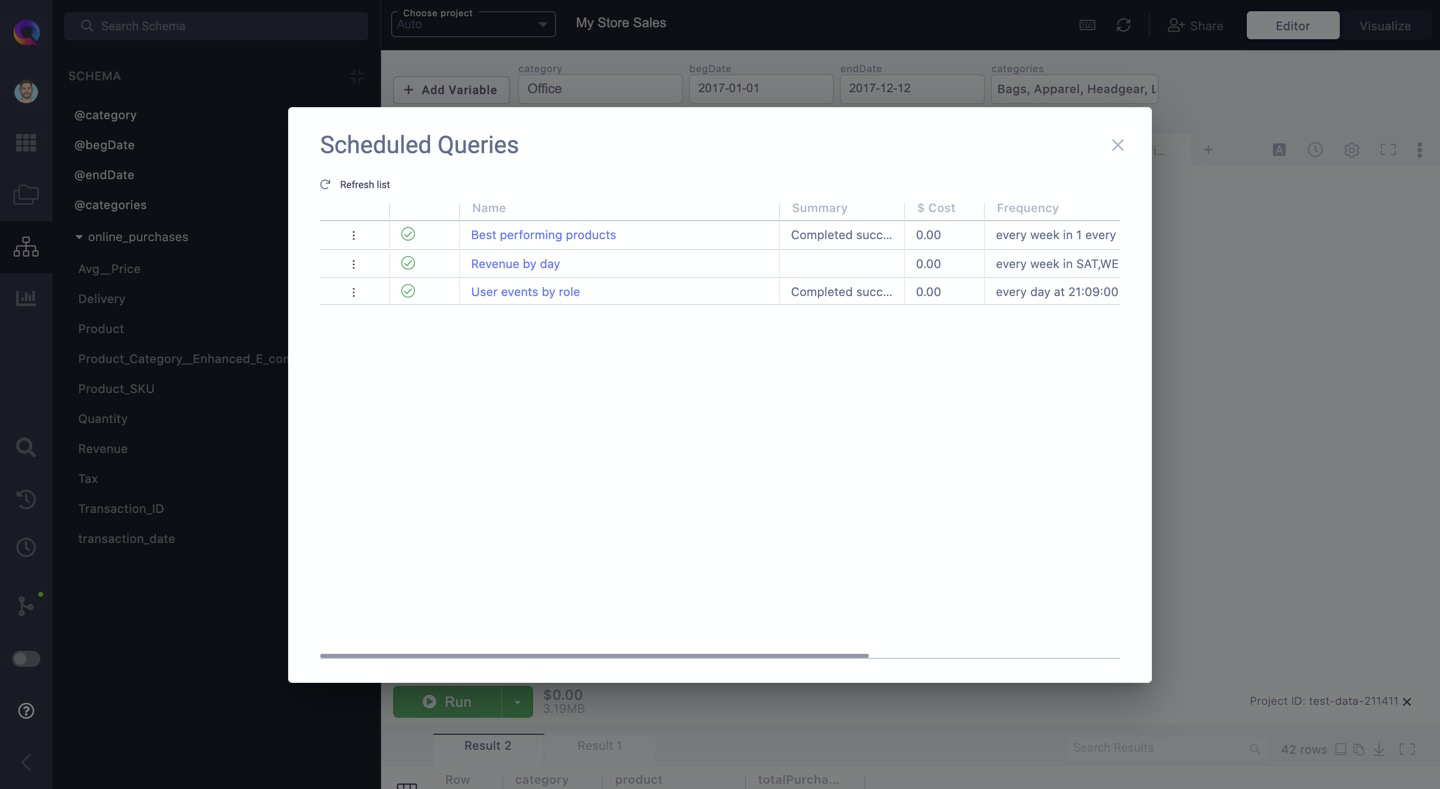 Search Schema
Choose project
Auto
My Store Sales
Share
Editor
Visualize
SCHEMA
@category
@begDate
@endDate
@categories
online_purchases
Avg__Price
Delivery
Product
Product_Category__Enhanced_E_con
Product_SKU
Quantity
Revenue
Tax
Transaction_ID
transaction_date
+ Add Variable
category
Office
begDate
2017-01-01
endDate
2017-12-12
categories
Bags, Apparel, Headgear, L
i...
+
A
Scheduled Queries
Refresh list
Name Summary $ Cost Frequency
Best performing products Completed succ... 0.00 every week in 1 every
Revenue by day 0.00 every week in SAT,WE
User events by role Completed succ... 0.00 every day at 21:09:00
Run
$0.00
3.19MB
Project ID: test-data-211411
Result 2
Result 1
Search Results
42 rows
Row category product totalPurcha...